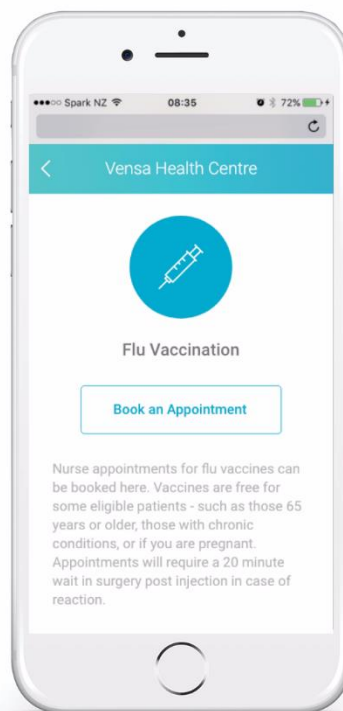 Spark NZ 08:35 72%
Vensa Health Centre
Flu Vaccination
Book an Appointment
Nurse appointments for flu vaccines can
be booked here. Vaccines are free for
some eligible patients - such as those 65
years or older, those with chronic
conditions, or if you are pregnant.
Appointments will require a 20 minute
wait in surgery post injection in case of
reaction.